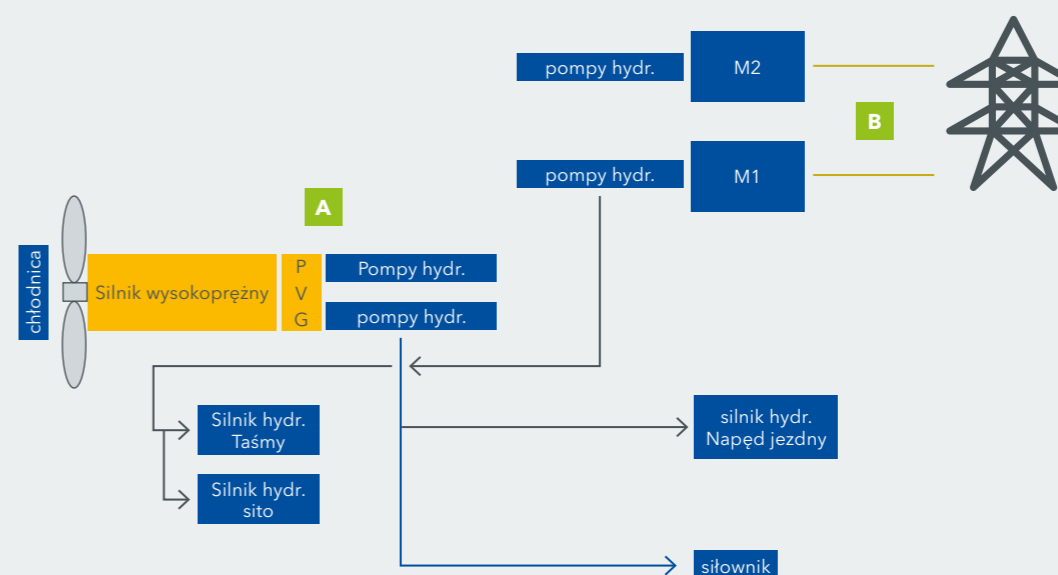 pompy hydr.
M2
B
pompy hydr.
M1
A
chłodnica
Silnik wysokoprężny
P
V
G
Pompy hydr.
pompy hydr.
Silnik hydr.
Taśmy
silnik hydr.
Napęd jezdny
Silnik hydr.
sito
siłownik